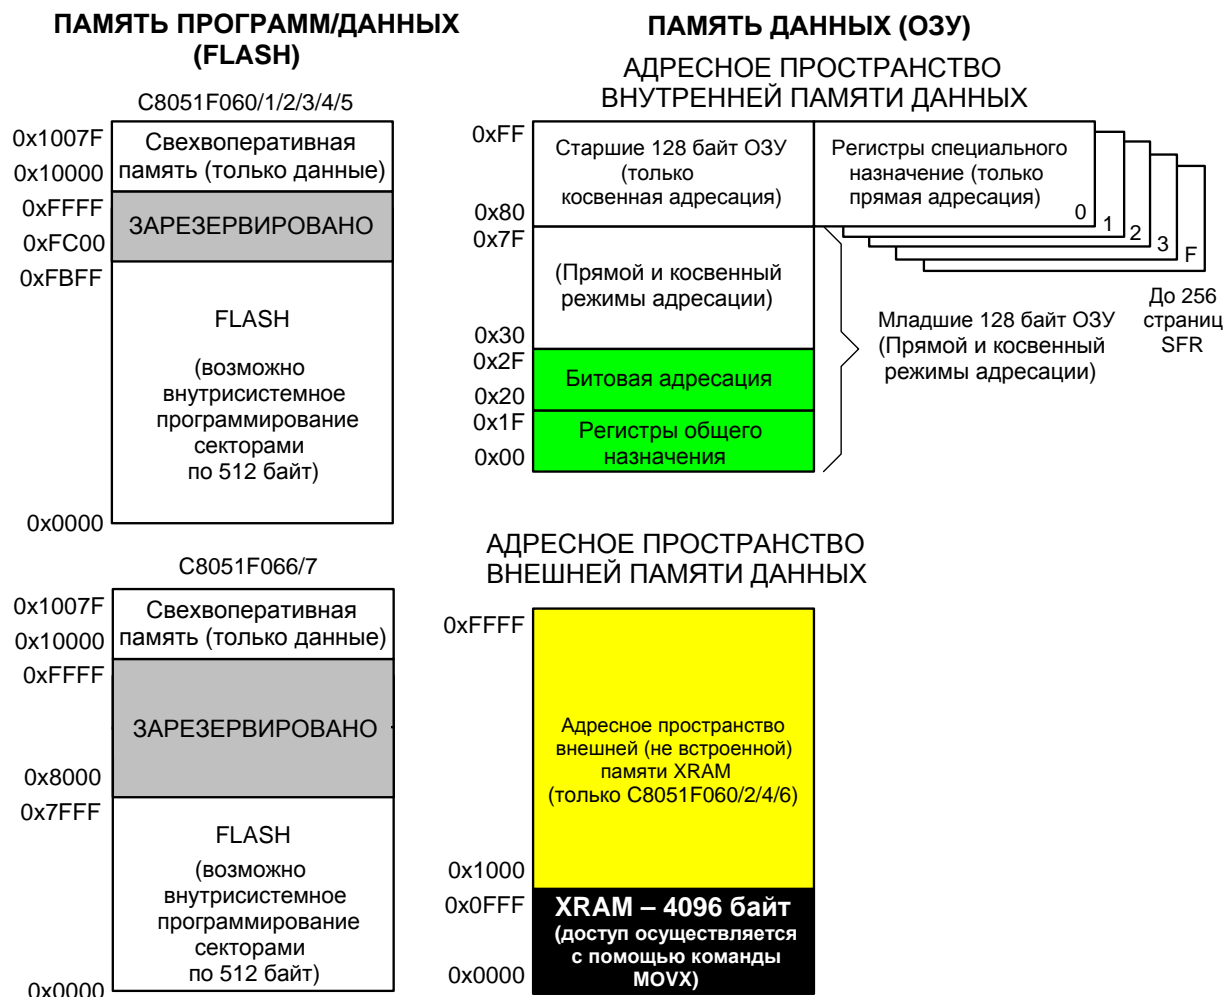 ПАМЯТЬ ПРОГРАММ/ДАННЫХ
(FLASH)
C8051F060/1/2/3/4/5
0x1007F
0x10000
Свехвоперативная
память (только данные)
0xFFFF
0xFC00
ЗАРЕЗЕРВИРОВАНО
0xFBFF
FLASH
(возможно
внутрисистемное
программирование
секторами
по 512 байт)
0x0000
C8051F066/7
0x1007F
0x10000
Свехвоперативная
память (только данные)
0xFFFF
ЗАРЕЗЕРВИРОВАНО
0x8000
0x7FFF
FLASH
(возможно
внутрисистемное
программирование
секторами
по 512 байт)
0x0000
ПАМЯТЬ ДАННЫХ (ОЗУ)
АДРЕСНОЕ ПРОСТРАНСТВО
ВНУТРЕННЕЙ ПАМЯТИ ДАННЫХ
0xFF
Старшие 128 байт ОЗУ
(только
косвенная адресация)
0x80
Регистры специального
назначение (только
прямая адресация)
0
1
2
3
F
До 256
страниц
SFR
0x7F
(Прямой и косвенный
режимы адресации)
0x30
0x2F
Битовая адресация
0x20
0x1F
Регистры общего
назначения
0x00
Младшие 128 байт ОЗУ
(Прямой и косвенный
режимы адресации)
АДРЕСНОЕ ПРОСТРАНСТВО
ВНЕШНЕЙ ПАМЯТИ ДАННЫХ
0xFFFF
Адресное пространство
внешней (не встроенной)
памяти XRAM
(только C8051F060/2/4/6)
0x1000
0x0FFF
XRAM – 4096 байт
(доступ осуществляется
с помощью команды
MOVX)
0x0000